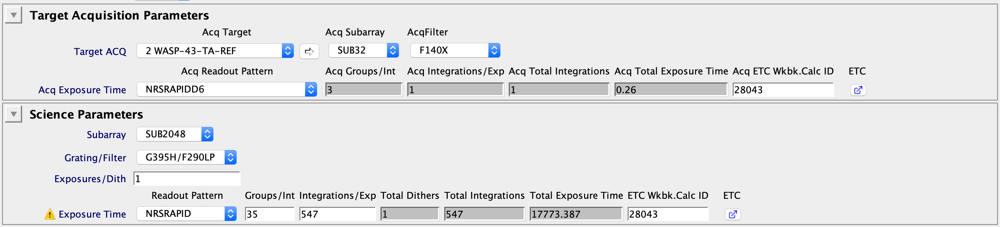 Target Acquisition Parameters
Acq Target Acq Subarray AcqFilter
Target ACQ 2 WASP-43-TA-REF SUB32 F140X
Acq Readout Pattern Acq Groups/Int Acq Integrations/Exp Acq Total Integrations Acq Total Exposure Time Acq ETC Wkbk.Calc ID ETC
Acq Exposure Time NRSRAPIDD6 3 1 1 0.26 28043
Science Parameters
Subarray SUB2048
Grating/Filter G395H/F290LP
Exposures/Dith 1
Readout Pattern Groups/Int Integrations/Exp Total Dithers Total Integrations Total Exposure Time ETC Wkbk.Calc ID ETC
Exposure Time NRSRAPID 35 547 1 547 17773.387 28043